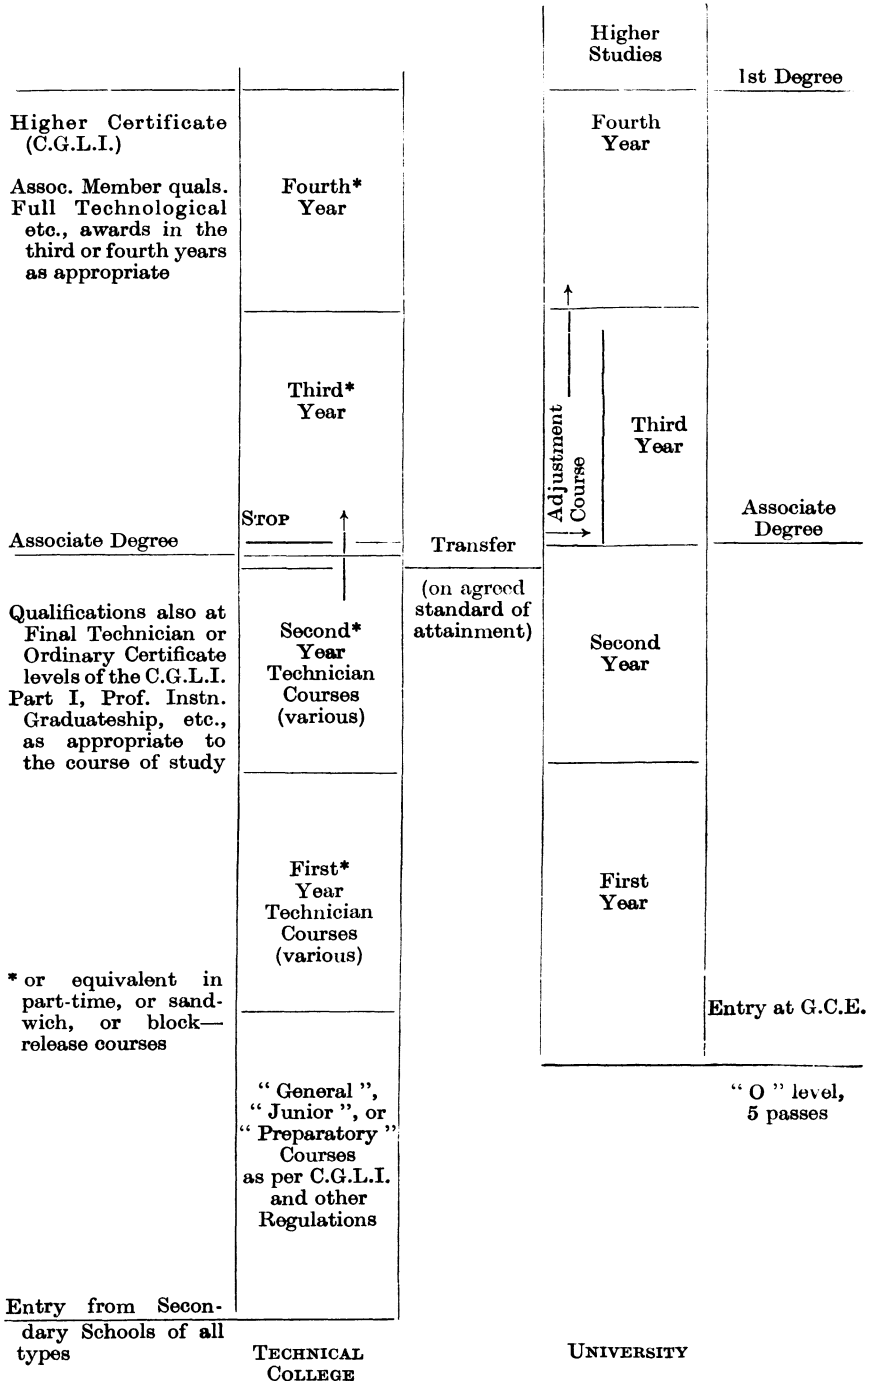 Higher
Studies
1st Degree
Higher Certificate
(C.G.L.I.)
Assoc. Member quals.
Full Technological
etc., awards in the
third or fourth years
as appropriate
Fourth*
Year
Fourth
Year
Third*
Year
Adjustment
Course
Third
Year
STOP
Associate Degree
Transfer
(on agreed
standard of
attainment)
Associate
Degree
Qualifications also at
Final Technician or
Ordinary Certificate
levels of the C.G.L.I.
Part I, Prof. Instn.
Graduateship, etc.,
as appropriate to
the course of study
Second*
Year
Technician
Courses
(various)
Second
Year
First*
Year
Technician
Courses
(various)
First
Year
* or equivalent in
part-time, or sand-
wich, or block—
release courses
Entry at G.C.E.
"O" level,
5 passes
" General ",
" Junior ", or
" Preparatory "
Courses
as per C.G.L.I.
and other
Regulations
Entry from Secon-
dary Schools of all
types
TECHNICAL
COLLEGE
UNIVERSITY